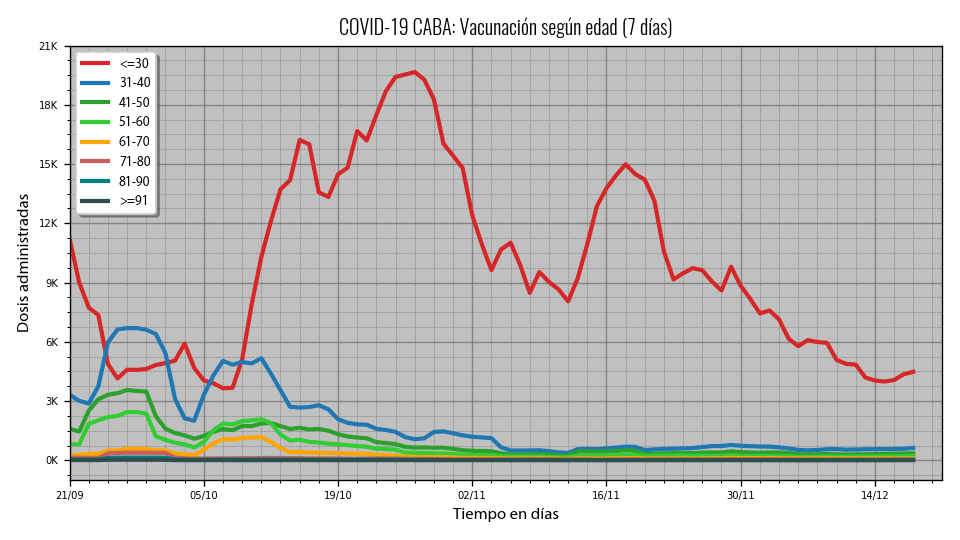 COVID-19 CABA: Vacunación según edad (7 días)
21K
18K
15K
12K
9K
6K
3K
0K
Dosis administradas
<=30
31-40
41-50
51-60
61-70
71-80
81-90
>=91
21/09 05/10 19/10 02/11 16/11 30/11 14/12
Tiempo en días